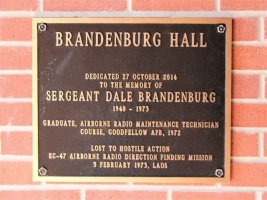 BRANDENBURG HALL
DEDICATED 27 OCTOBER 2014
TO THE MEMORY OF
SERGEANT DALE BRANDENBURG
1948 - 1973
GRADUATE, AIRBORNE RADIO MAINTENANCE TECHNICIAN
COURSE, GOODFELLOW AFB, 1972
LOST TO HOSTILE ACTION
EC-47 AIRBORNE RADIO DIRECTION FINDING MISSION
5 FEBRUARY 1973, LAOS